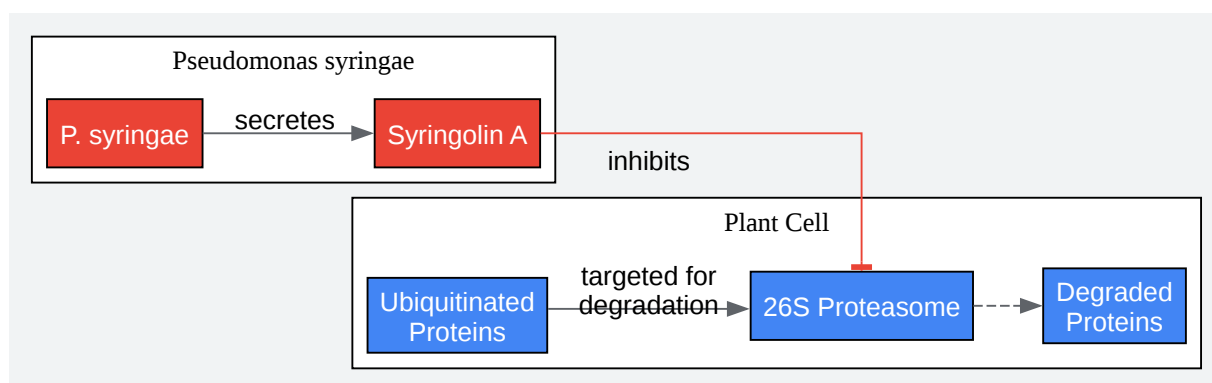 Pseudomonas syringae
P. syringae
secretes
Syringolin A
inhibits
Plant Cell
Ubiquitinated
Proteins
targeted for
degradation
26S Proteasome
Degraded
Proteins